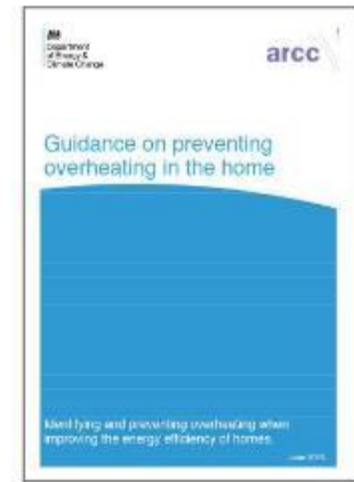 Department
of Energy &
Climate Change
arcc
Guidance on preventing
overheating in the home
Identifying and preventing overheating when
improving the energy efficiency of homes.